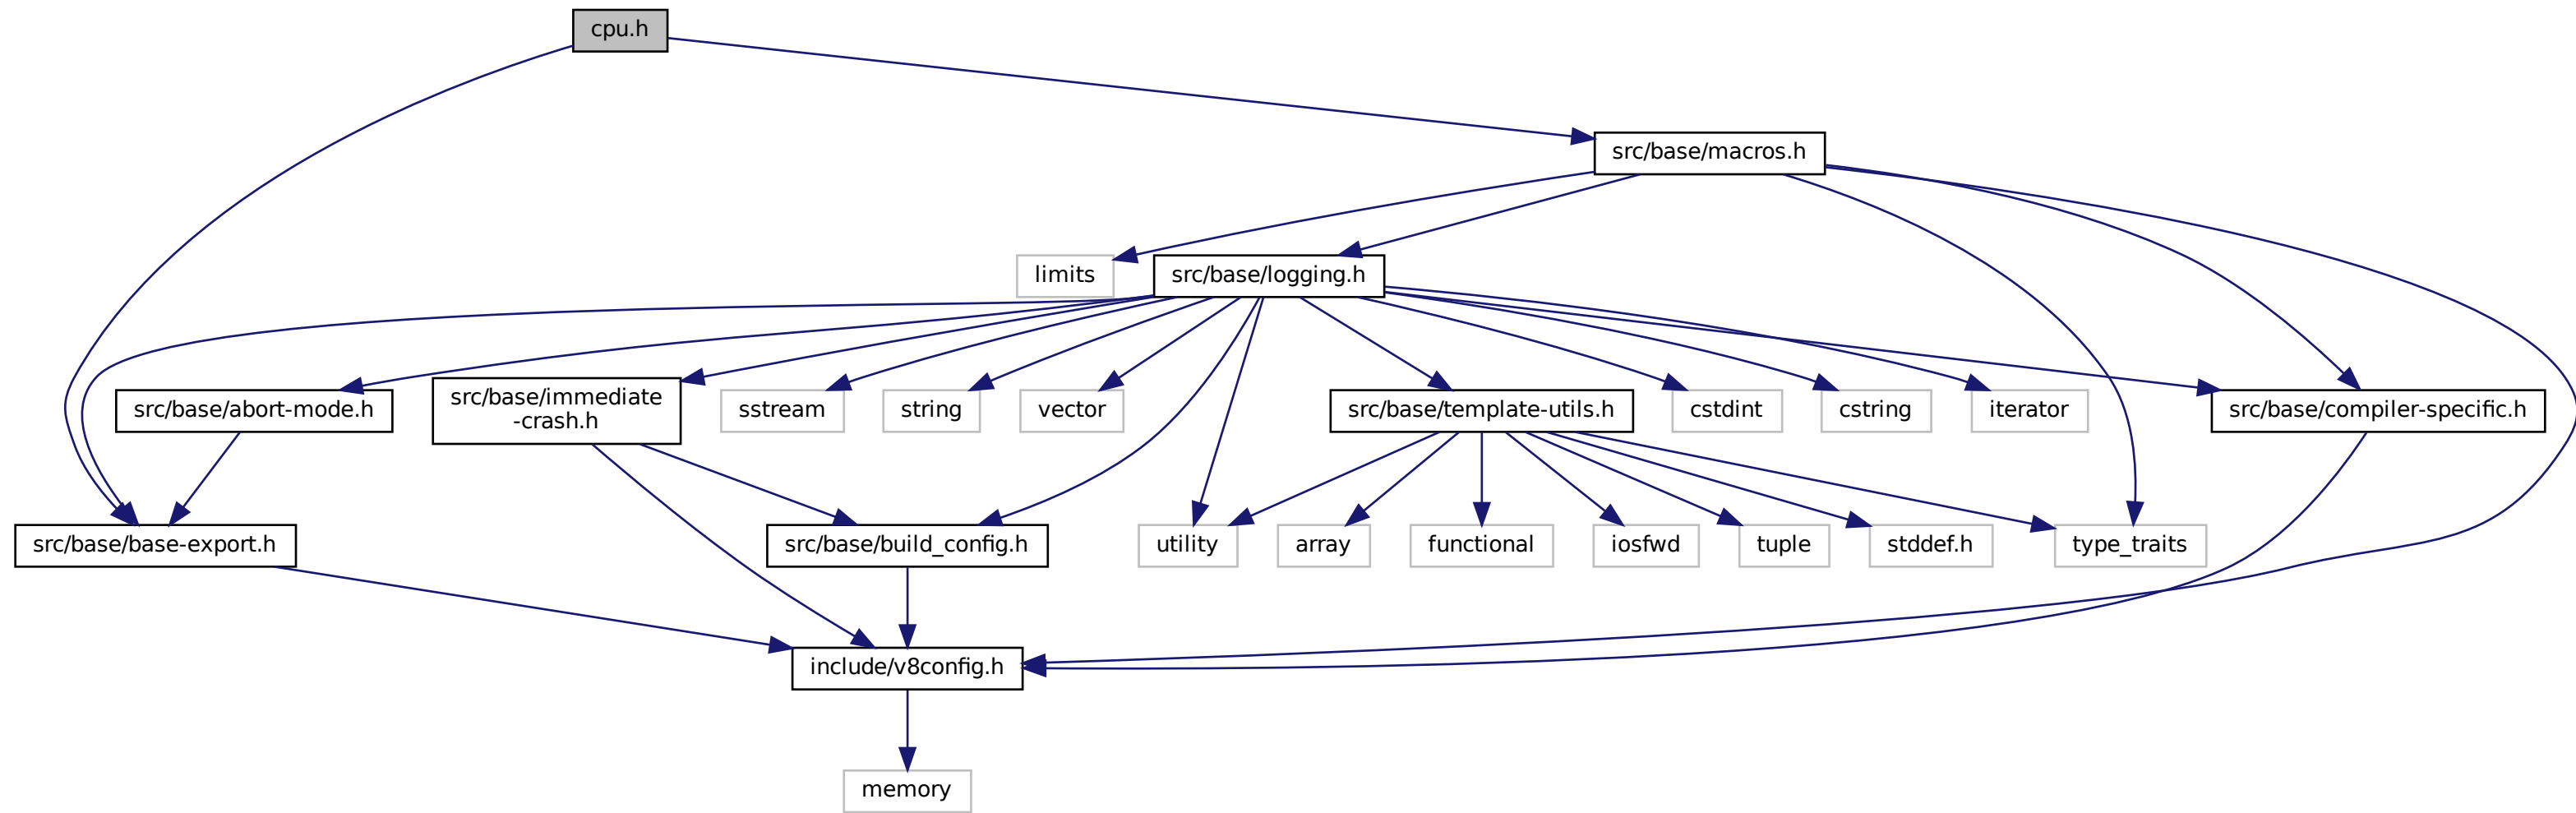 cpu.h
src/base/macros.h
limits
src/base/logging.h
src/base/abort-mode.h
src/base/immediate
-crash.h
sstream
string
vector
src/base/template-utils.h
cstdint
cstring
iterator
src/base/compiler-specific.h
src/base/base-export.h
src/base/build_config.h
utility
array
functional
iosfwd
tuple
stddef.h
type_traits
include/v8config.h
memory